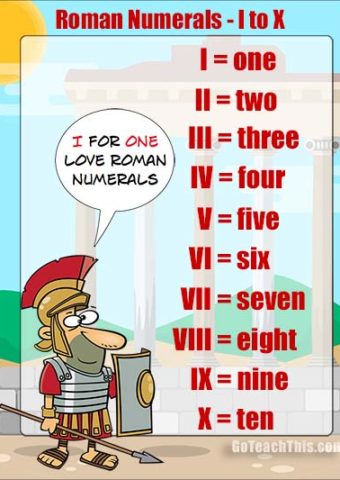 Roman Numerals - I to X
I = one
II = two
III = three
IV = four
V = five
VI = six
VII = seven
VIII = eight
IX = nine
X = ten
I FOR ONE
LOVE ROMAN
NUMERALS
GoTeachThis.com